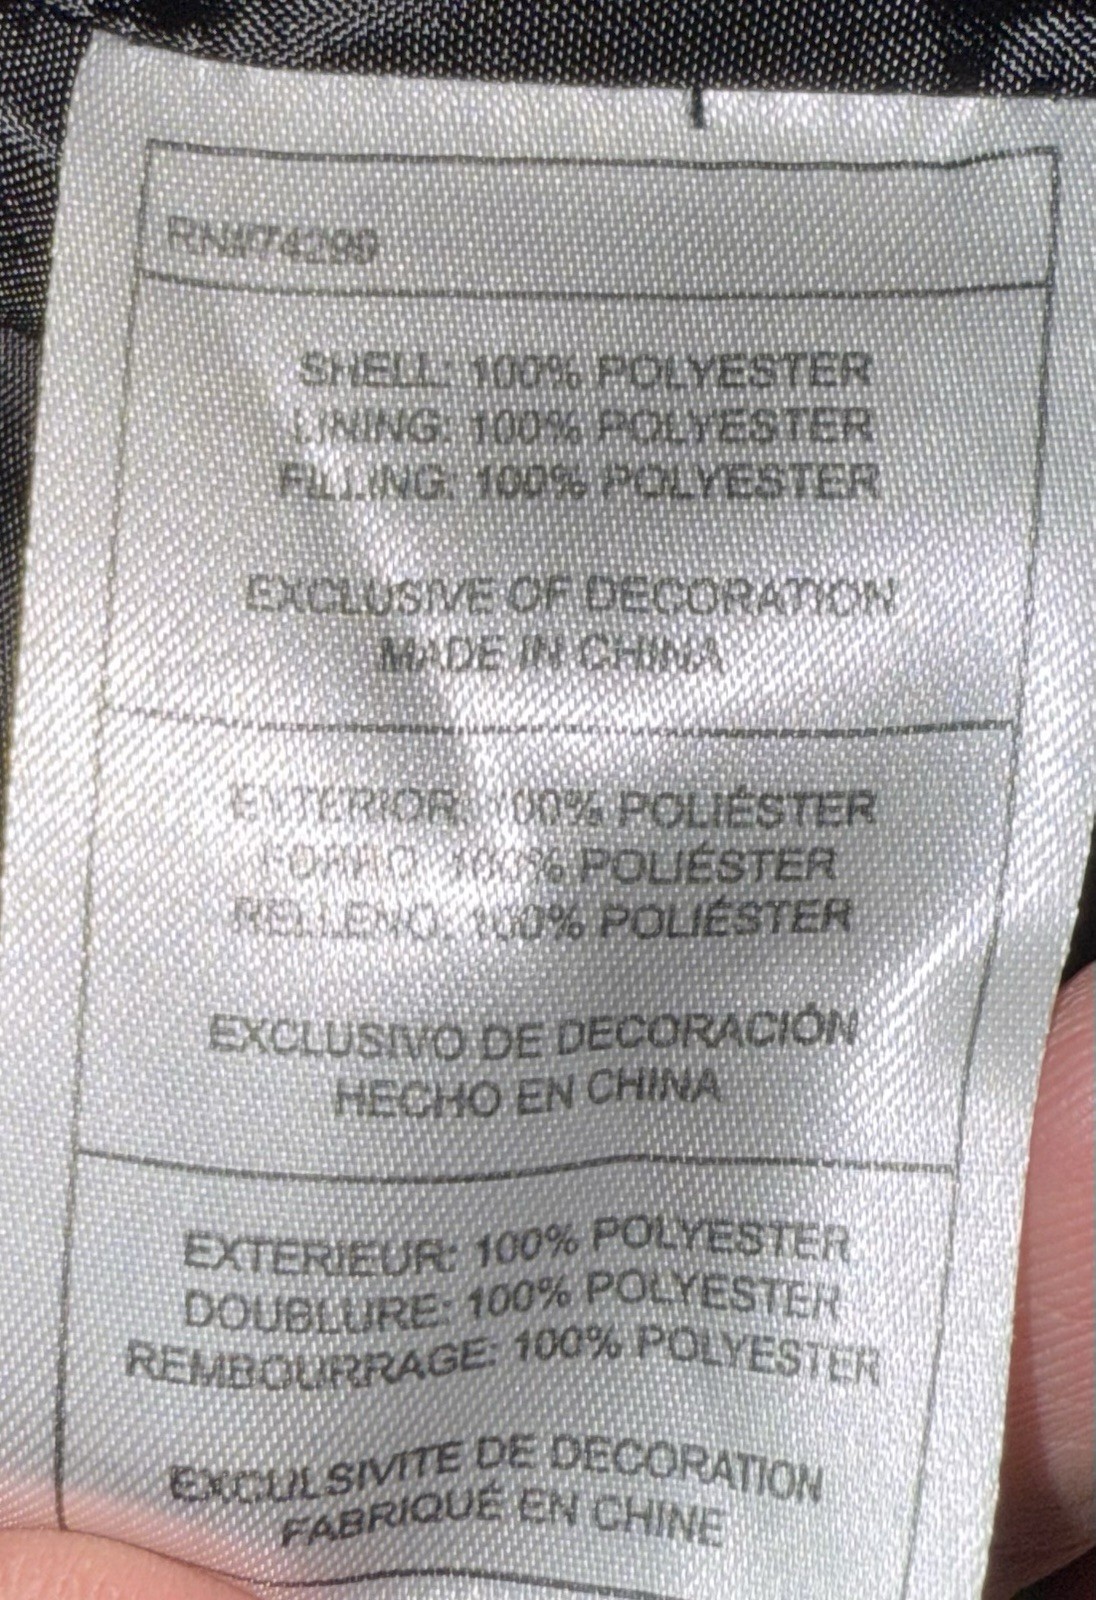 RN#74299
SHELL: 100% POLYESTER
LINING: 100% POLYESTER
FILLING: 100% POLYESTER
EXCLUSIVE OF DECORATION
MADE IN CHINA
EXTERIOR: 100% POLIÉSTER
FORRO: 100% POLIÉSTER
RELLENO: 100% POLIÉSTER
EXCLUSIVO DE DECORACIÓN
HECHO EN CHINA
EXTERIEUR: 100% POLYESTER
DOUBLURE: 100% POLYESTER
REMBOURRAGE: 100% POLYESTER
EXCULSIVITE DE DECORATION
FABRIQUÉ EN CHINE